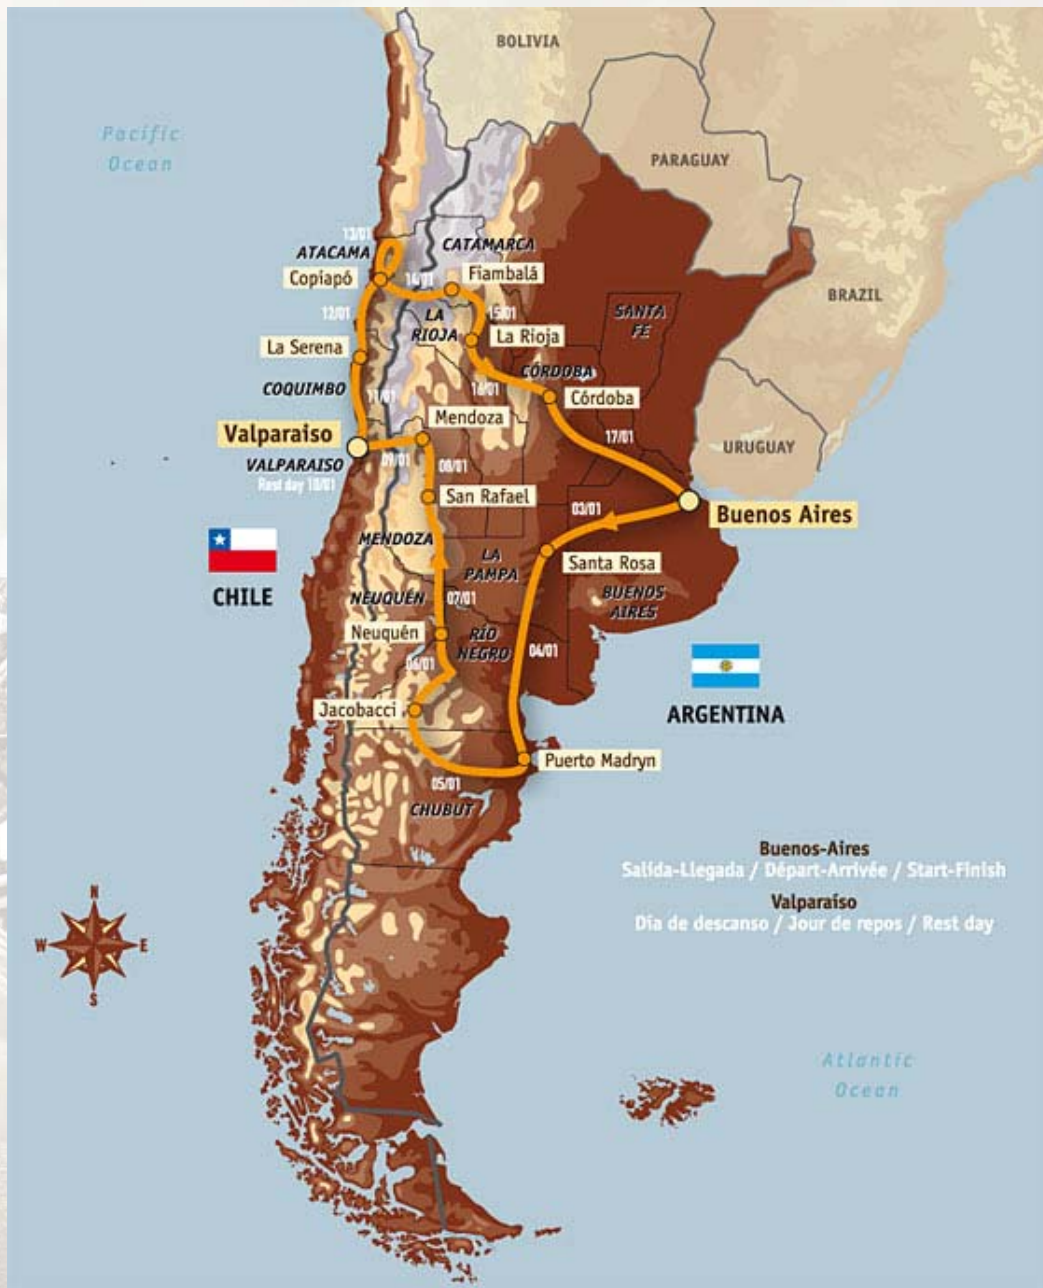 BOLIVIA
Pacific
Ocean
PARAGUAY
13/01
ATACAMA
CATAMARCA
Copiapó
14/01
Fiambalá
BRAZIL
12/01
LA
RIOJA
15/01
SANTA
FE
La Serena
La Rioja
COQUIMBO
11/01
16/01
CÓRDOBA
Córdoba
Mendoza
Valparaiso
VALPARAISO
Rest day 10/01
09/01
08/01
17/01
URUGUAY
San Rafael
03/01
Buenos Aires
MENDOZA
LA
PAMPA
Santa Rosa
CHILE
NEUQUÉN
07/01
BUENOS
AIRES
Neuquén
RÍO
NEGRO
06/01
04/01
Jacobacci
ARGENTINA
Puerto Madryn
05/01
CHUBUT
Buenos-Aires
Salida-Llegada / Départ-Arrivée / Start-Finish
Valparaíso
Día de descanso / Jour de repos / Rest day
N
W
E
S
Atlantic
Ocean